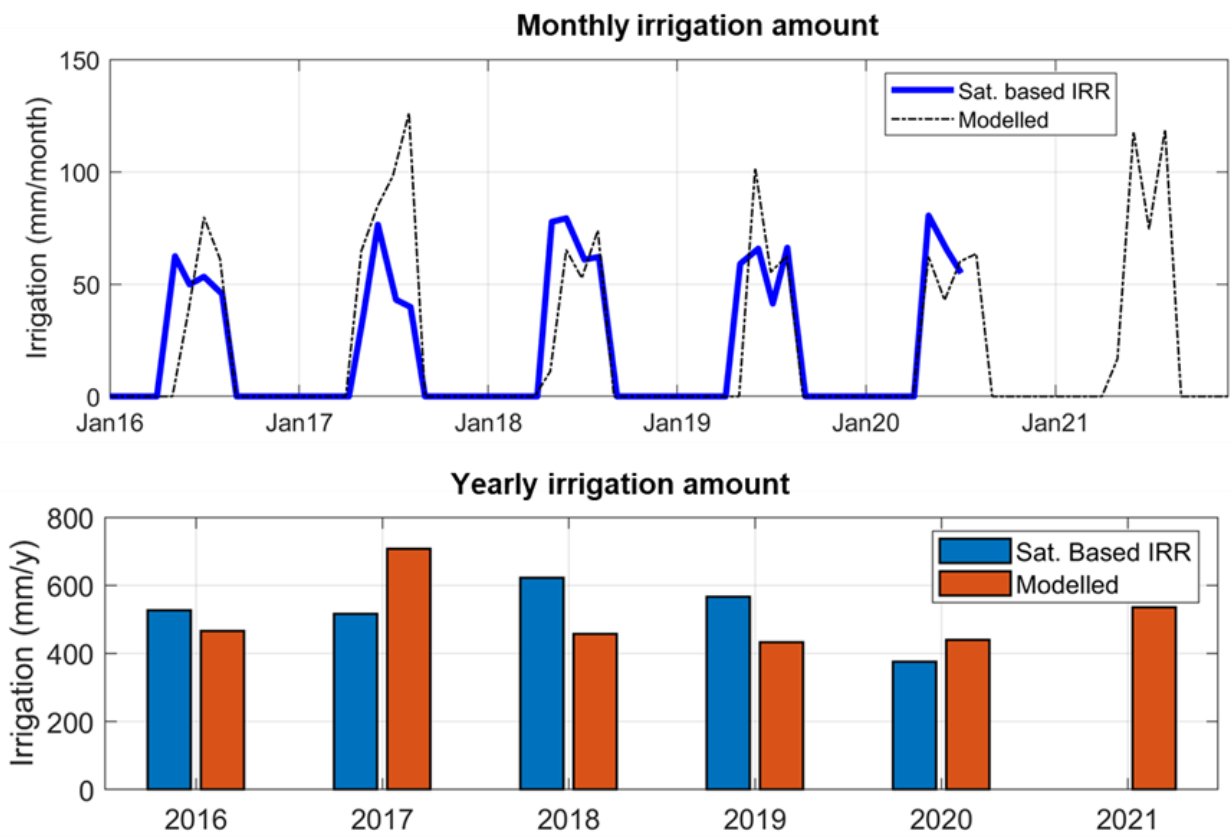 Monthly irrigation amount
Irrigation (mm/month)
150
100
50
0
Sat. based IRR
Modelled
Jan16 Jan17 Jan18 Jan19 Jan20 Jan21
Yearly irrigation amount
Irrigation (mm/y)
800
600
400
200
0
Sat. Based IRR
Modelled
2016 2017 2018 2019 2020 2021